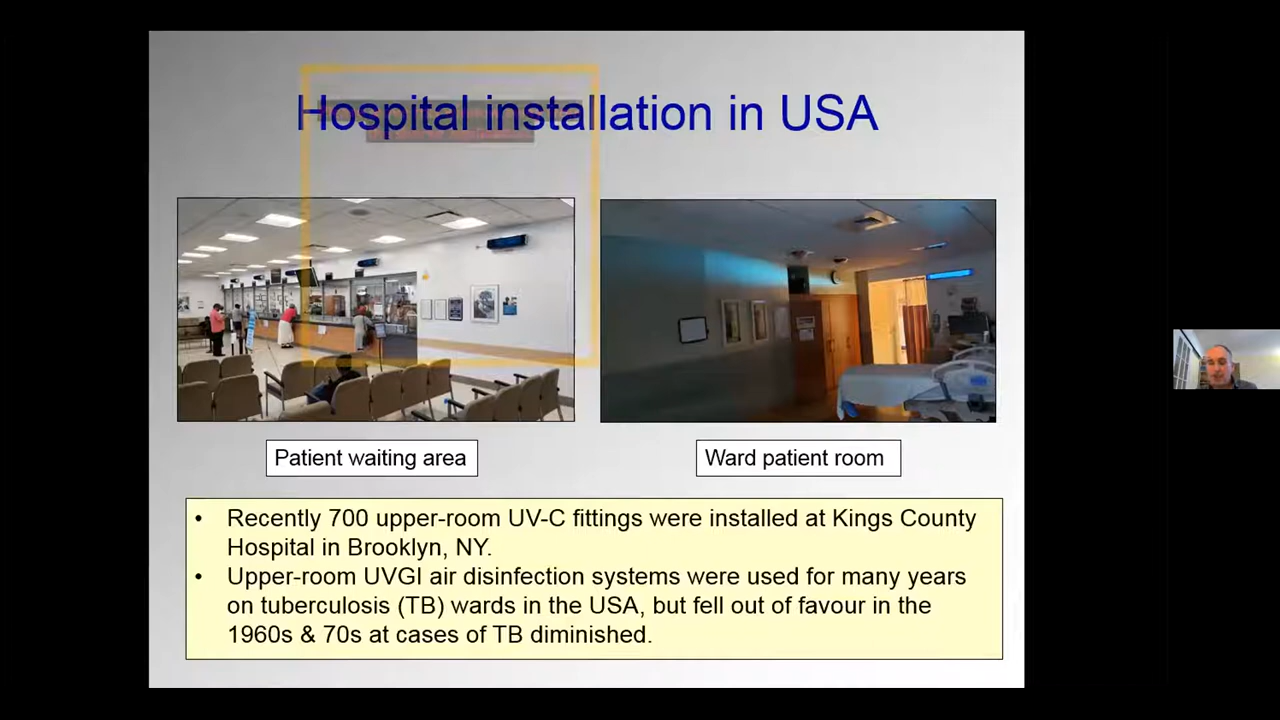 Hospital installation in USA
Patient waiting area
Ward patient room
• Recently 700 upper-room UV-C fittings were installed at Kings County
Hospital in Brooklyn, NY.
• Upper-room UVGI air disinfection systems were used for many years
on tuberculosis (TB) wards in the USA, but fell out of favour in the
1960s & 70s at cases of TB diminished.